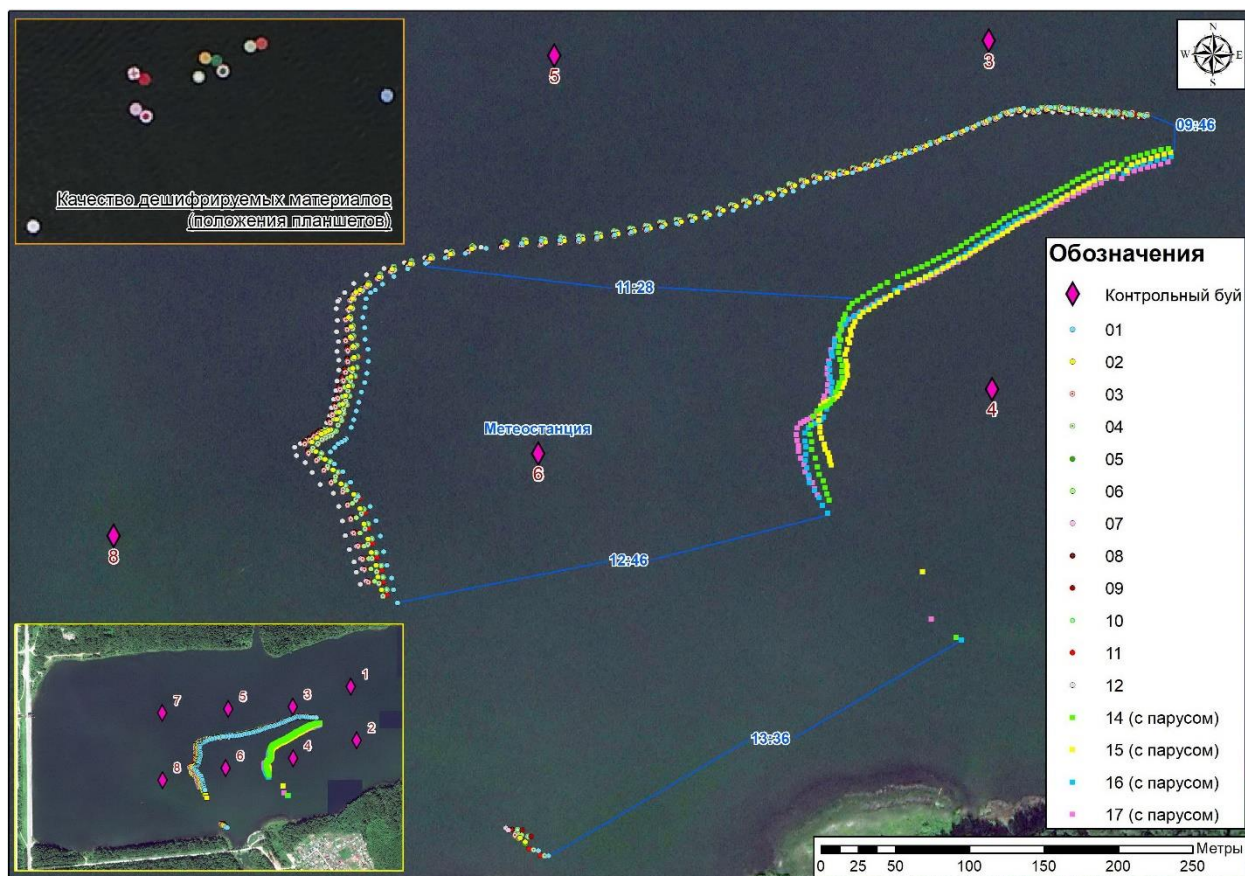 Качество дешифрируемых материалов
(положения планшетов)
5
3
N
W E
S
09:46
11:28
Метеостанция
6
4
8
12:46
13:36
Обозначения
Контрольный буй
01
02
03
04
05
06
07
08
09
10
11
12
14 (с парусом)
15 (с парусом)
16 (с парусом)
17 (с парусом)
Метры
0 25 50 100 150 200 250
1
7
5
3
2
8
6
4